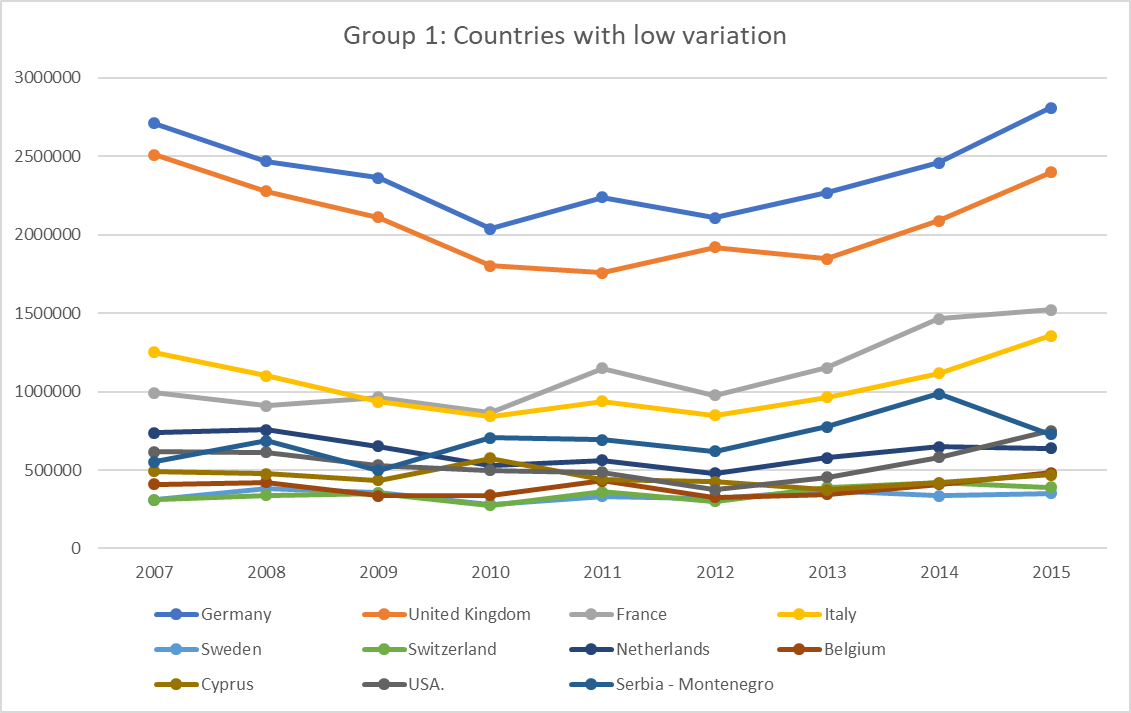 Group 1: Countries with low variation
3000000
2500000
2000000
1500000
1000000
500000
0
2007 2008 2009 2010 2011 2012 2013 2014 2015
Germany United Kingdom France Italy
Sweden Switzerland Netherlands Belgium
Cyprus USA. Serbia - Montenegro